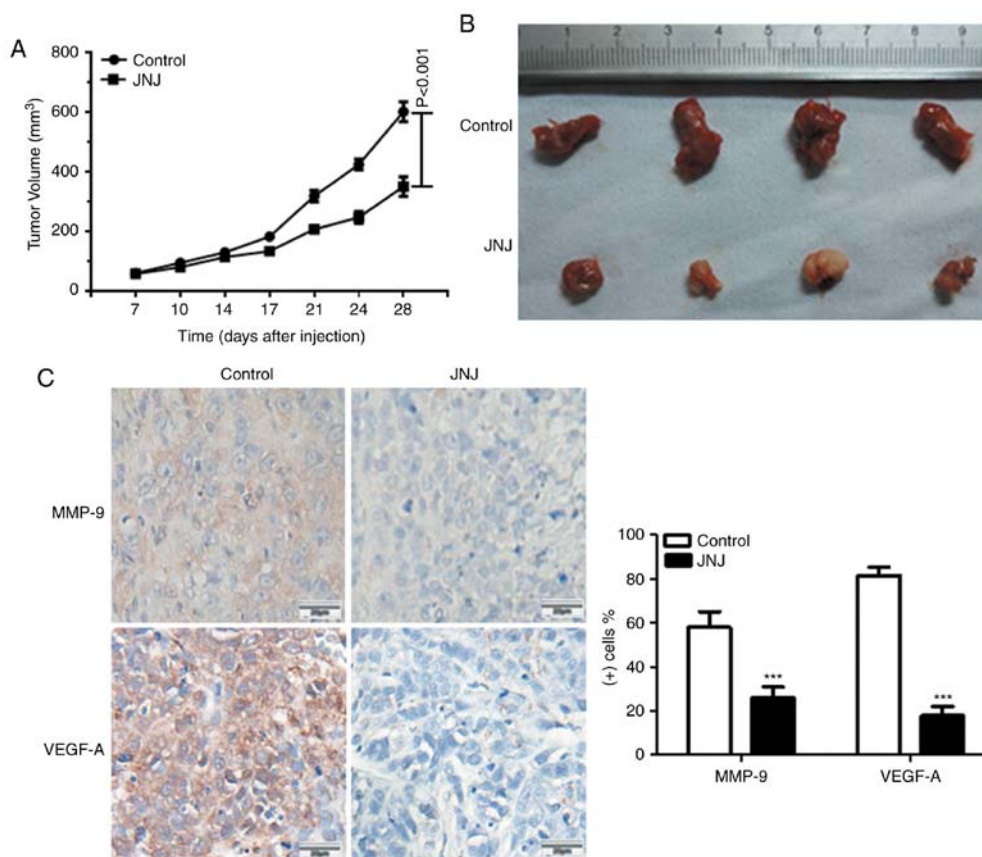 A
Control
JNJ
P<0.001
Tumor Volume (mm³)
800
600
400
200
0
7 10 14 17 21 24 28
Time (days after injection)
B
1 2 3 4 5 6 7 8 9
Control
JNJ
C
Control JNJ
MMP-9
VEGF-A
Control
JNJ
(+) cells %
100
80
60
40
20
0
***
***
MMP-9 VEGF-A